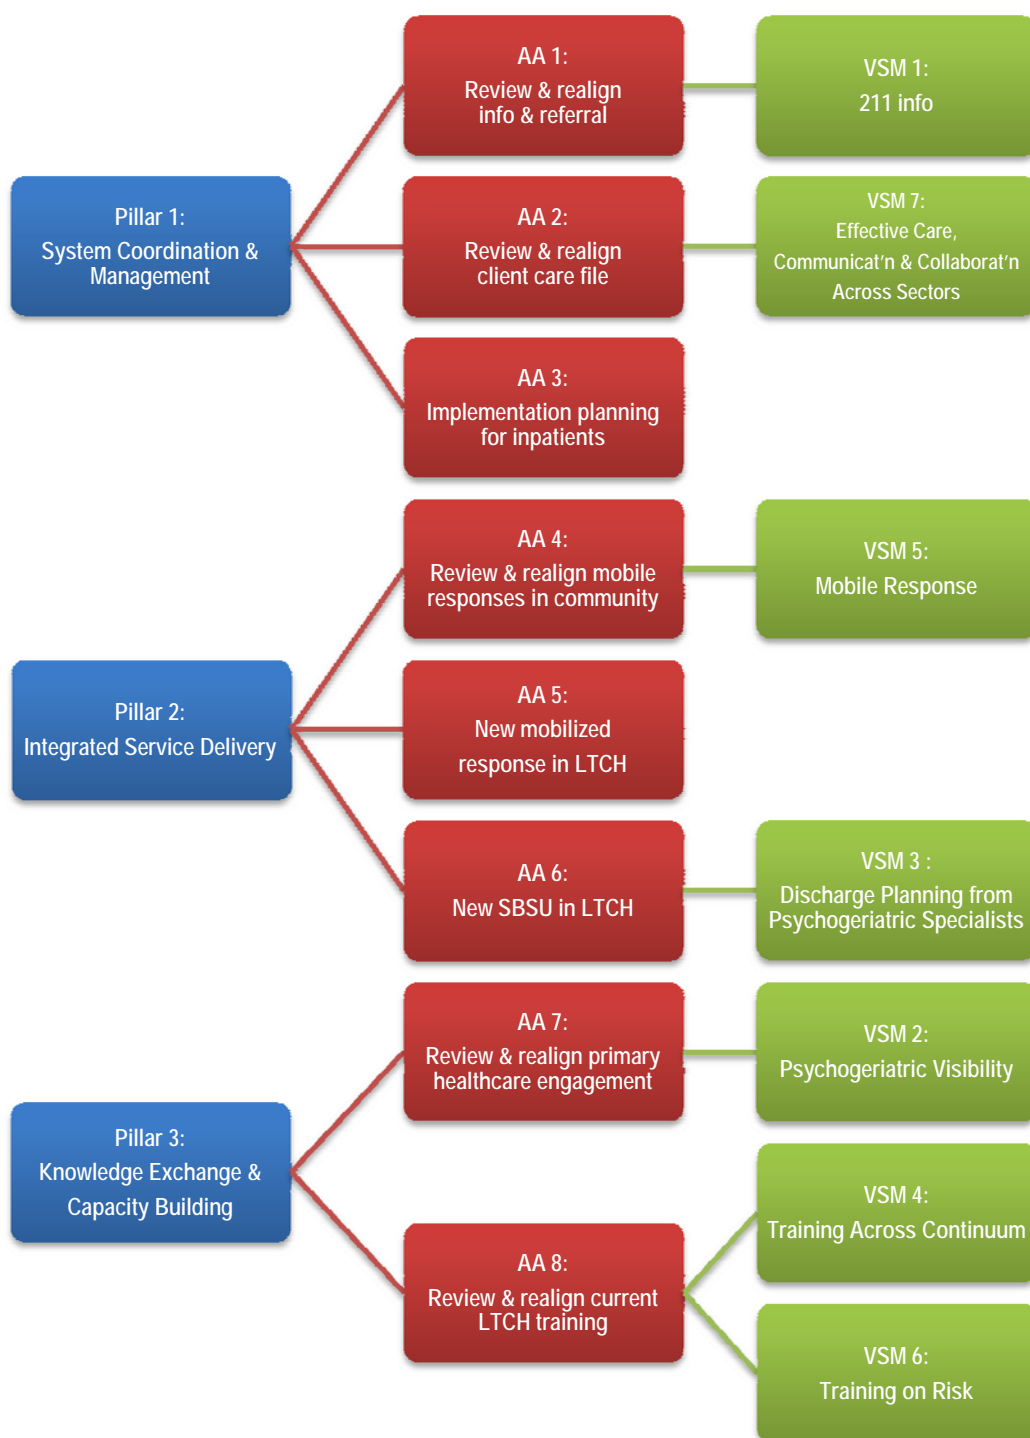 AA 1:
Review & realign
info & referral
VSM 1:
211 info
Pillar 1:
System Coordination &
Management
AA 2:
Review & realign
client care file
VSM 7:
Effective Care,
Communicat'n & Collaborat'n
Across Sectors
AA 3:
Implementation planning
for inpatients
AA 4:
Review & realign mobile
responses in community
VSM 5:
Mobile Response
Pillar 2:
Integrated Service Delivery
AA 5:
New mobilized
response in LTCH
AA 6:
New SBSU in LTCH
VSM 3 :
Discharge Planning from
Psychogeriatric Specialists
AA 7:
Review & realign primary
healthcare engagement
VSM 2:
Psychogeriatric Visibility
Pillar 3:
Knowledge Exchange &
Capacity Building
AA 8:
Review & realign current
LTCH training
VSM 4:
Training Across Continuum
VSM 6:
Training on Risk